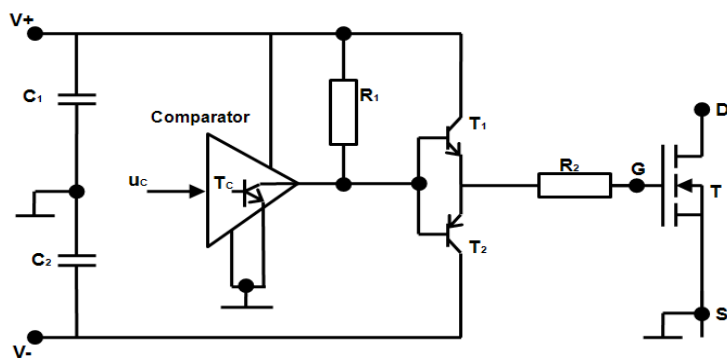 V+
C₁
Comparator
R₁
T₁
D
uc
Tc
R₂
G
T
C₂
T₂
S
V-